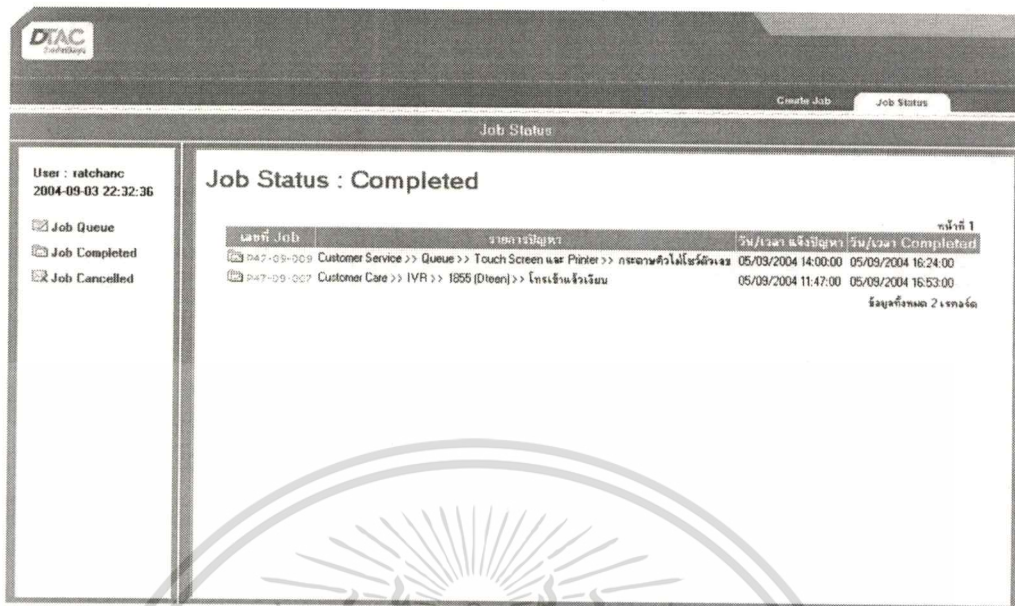 DTAC
Create Job
Job Status
Job Status
User : ratchanc
2004-09-03 22:32:36
Job Queue
Job Completed
Job Cancelled
Job Status : Completed
หน้าที่ 1
เลขที่ Job รายการปัญหา วัน/เวลา แจ้งปัญหา วัน/เวลา Completed
P47-09-009 Customer Service >> Queue >> Touch Screen และ Printer >> กระดาษคิวไม่โชว์ตัวเลข 05/09/2004 14:00:00 05/09/2004 16:24:00
P47-09-007 Customer Care >> IVR >> 1855 (Dteen) >> โทรเข้าแล้วเงียบ 05/09/2004 11:47:00 05/09/2004 16:53:00
ข้อมูลทั้งหมด 2 เรคอร์ด